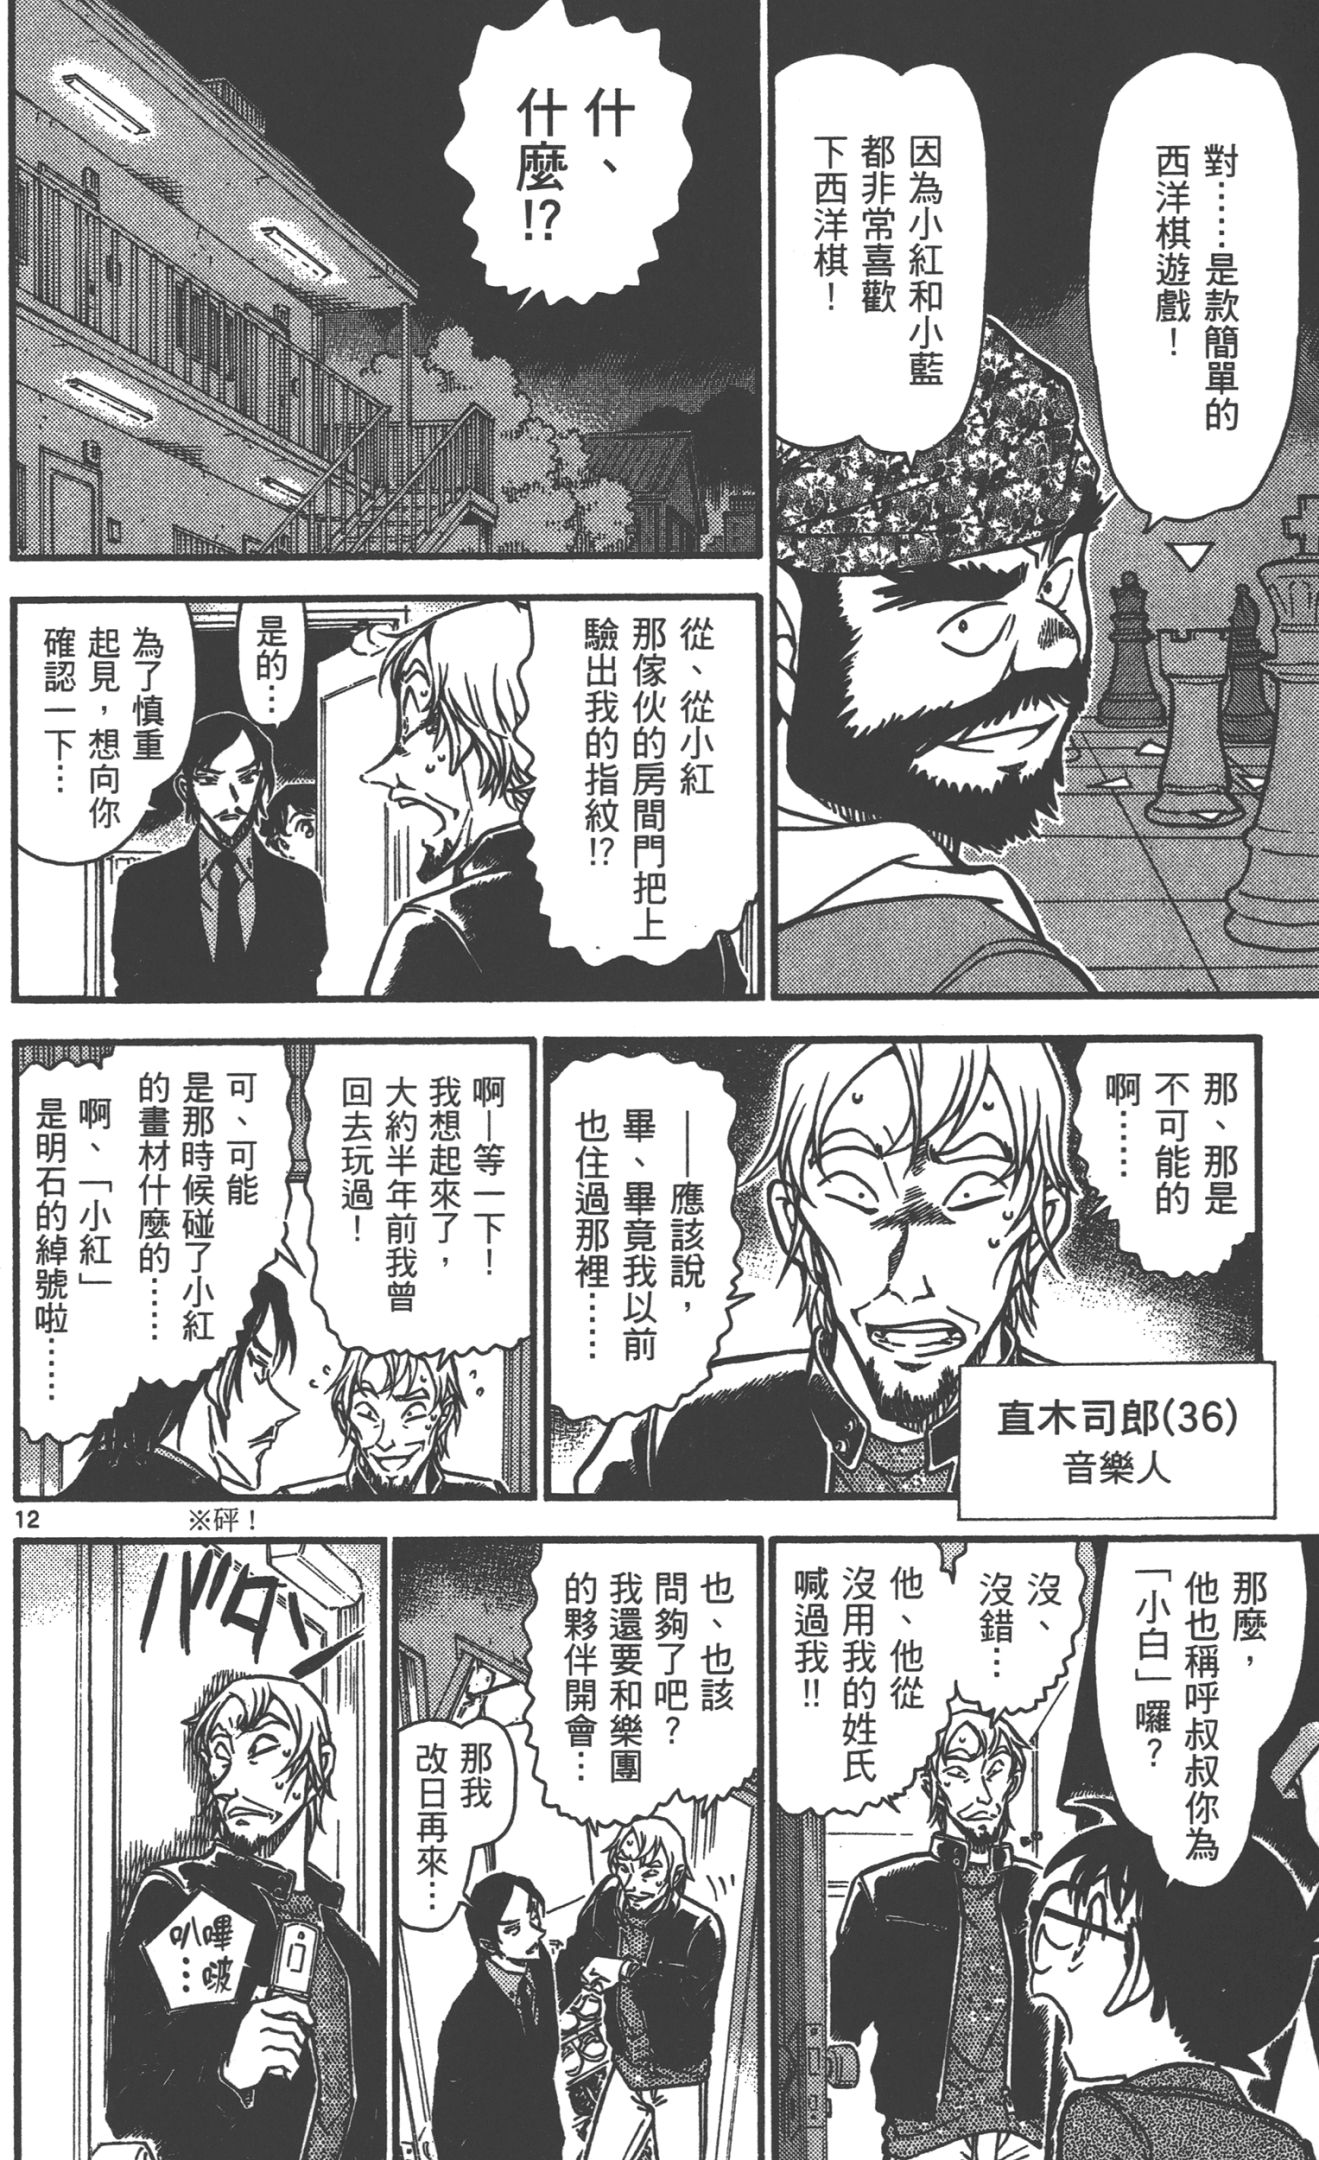 對……是款簡單的
西洋棋遊戲！
因為小紅和小藍
都非常喜歡
下西洋棋！
什、
什麼!?
從、從小紅
那傢伙的房間門把上
驗出我的指紋!?
是的…
為了慎重
起見，想向你
確認一下…
那、那是
不可能的
啊……
——應該說，
畢、畢竟我以前
也住過那裡……
直木司郎(36)
音樂人
啊—等一下！
我想起來了，
大約半年前我曾
回去玩過！
可、可能
是那時候碰了小紅
的畫材什麼的……
啊、「小紅」
是明石的綽號啦……
12
※砰！
那麼，
他也稱呼叔叔你為
「小白」囉？
沒、
沒錯…
他、他從
沒用我的姓氏
喊過我!!
也、也該
問夠了吧？
我還要和樂團
的夥伴開會…
那我
改日再來…
バタン
嗶啵
叭…